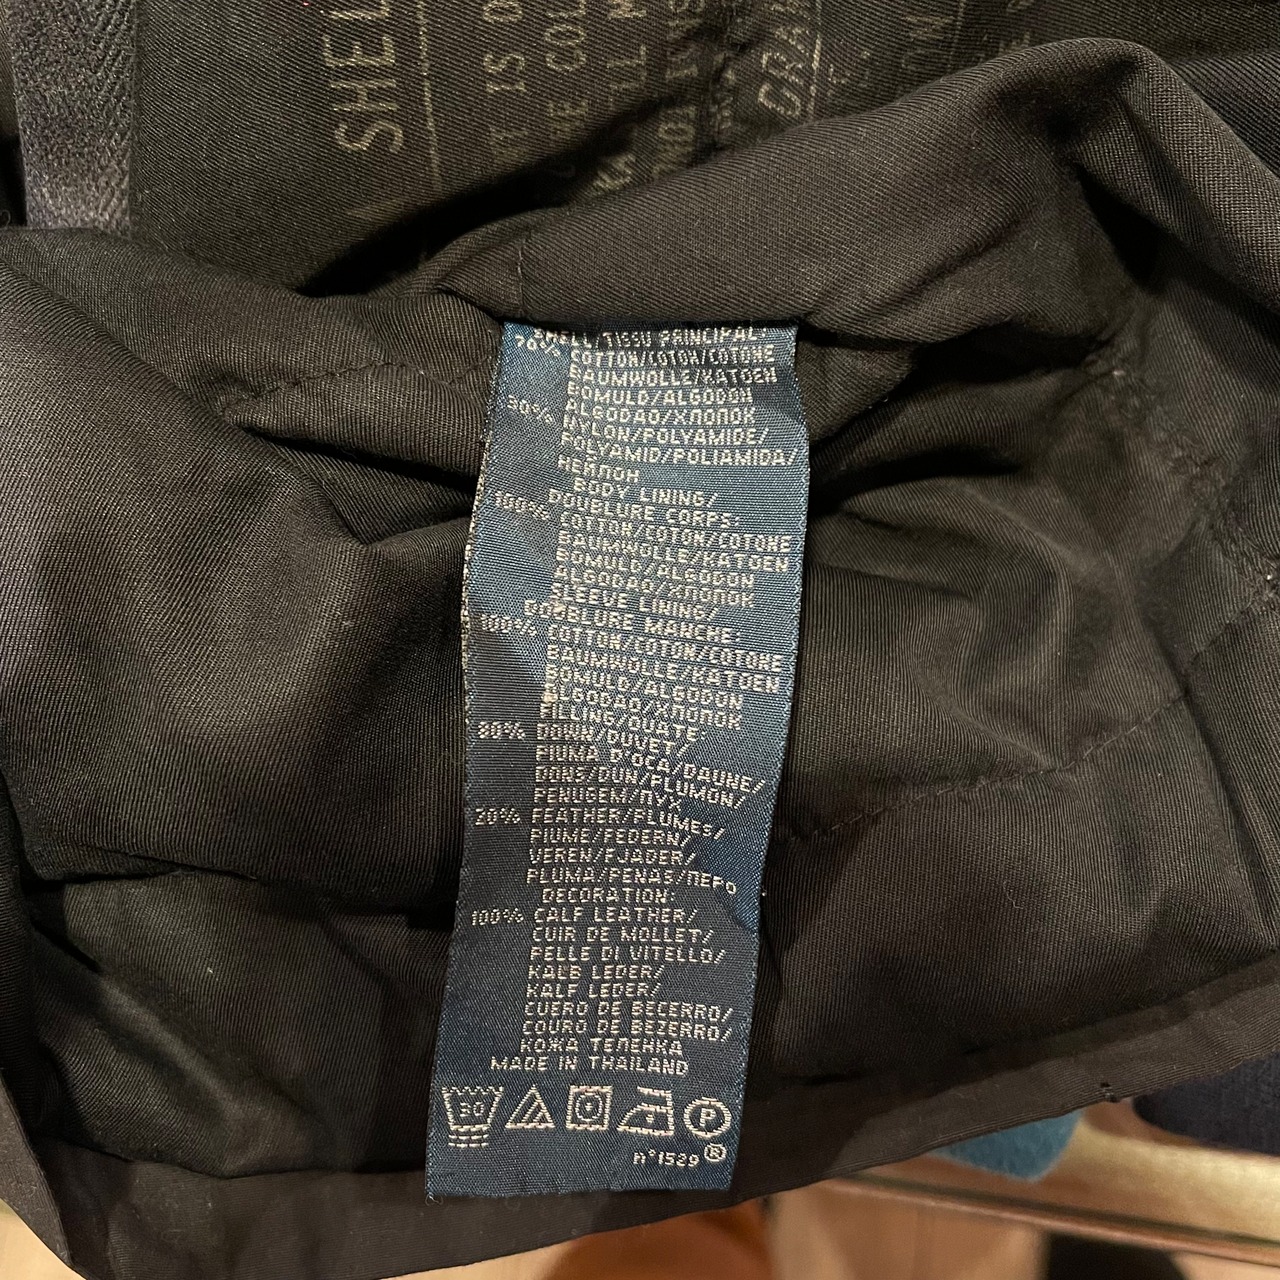 SHEL
IT IS
SHELL/TISSU PRINCIPAL:
70% COTTON/COTON/COTONE
BAUMWOLLE/KATOEN
BOMULD/ALGODON
ALGODAO/ХЛОПОК
30% NYLON/POLYAMIDE/
POLYAMID/POLIAMIDA/
НЕЙЛОН
BODY LINING/
DOUBLURE CORPS:
100% COTTON/COTON/COTONE
BAUMWOLLE/KATOEN
BOMULD/ALGODON
ALGODAO/ХЛОПОК
SLEEVE LINING/
DOUBLURE MANCHE:
100% COTTON/COTON/COTONE
BAUMWOLLE/KATOEN
BOMULD/ALGODON
ALGODAO/ХЛОПОК
FILLING/OUATE:
80% DOWN/DUVET/
PIUMA D'OCA/DAUNE/
DONS/DUN/PLUMON/
PENUGEM/ПУХ
20% FEATHER/PLUMES/
PIUME/FEDERN/
VEREN/FJADER/
PLUMA/PENAS/ПЕРО
DECORATION:
100% CALF LEATHER/
CUIR DE MOLLET/
PELLE DI VITELLO/
KALB LEDER/
KALF LEDER/
CUERO DE BECERRO/
COURO DE BEZERRO/
КОЖА ТЕЛЕНКА
MADE IN THAILAND
30 P
n°1529®